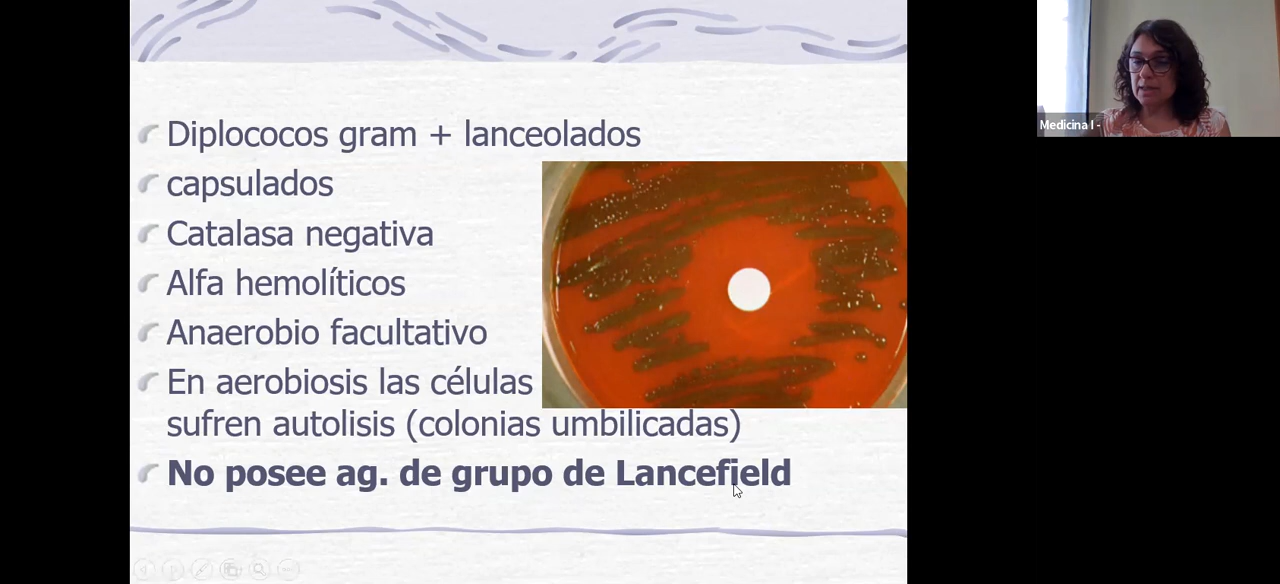 Diplococos gram + lanceolados
capsulados
Catalasa negativa
Alfa hemolíticos
Anaerobio facultativo
En aerobiosis las células
sufren autolisis (colonias umbilicadas)
No posee ag. de grupo de Lancefield
Medicina I -